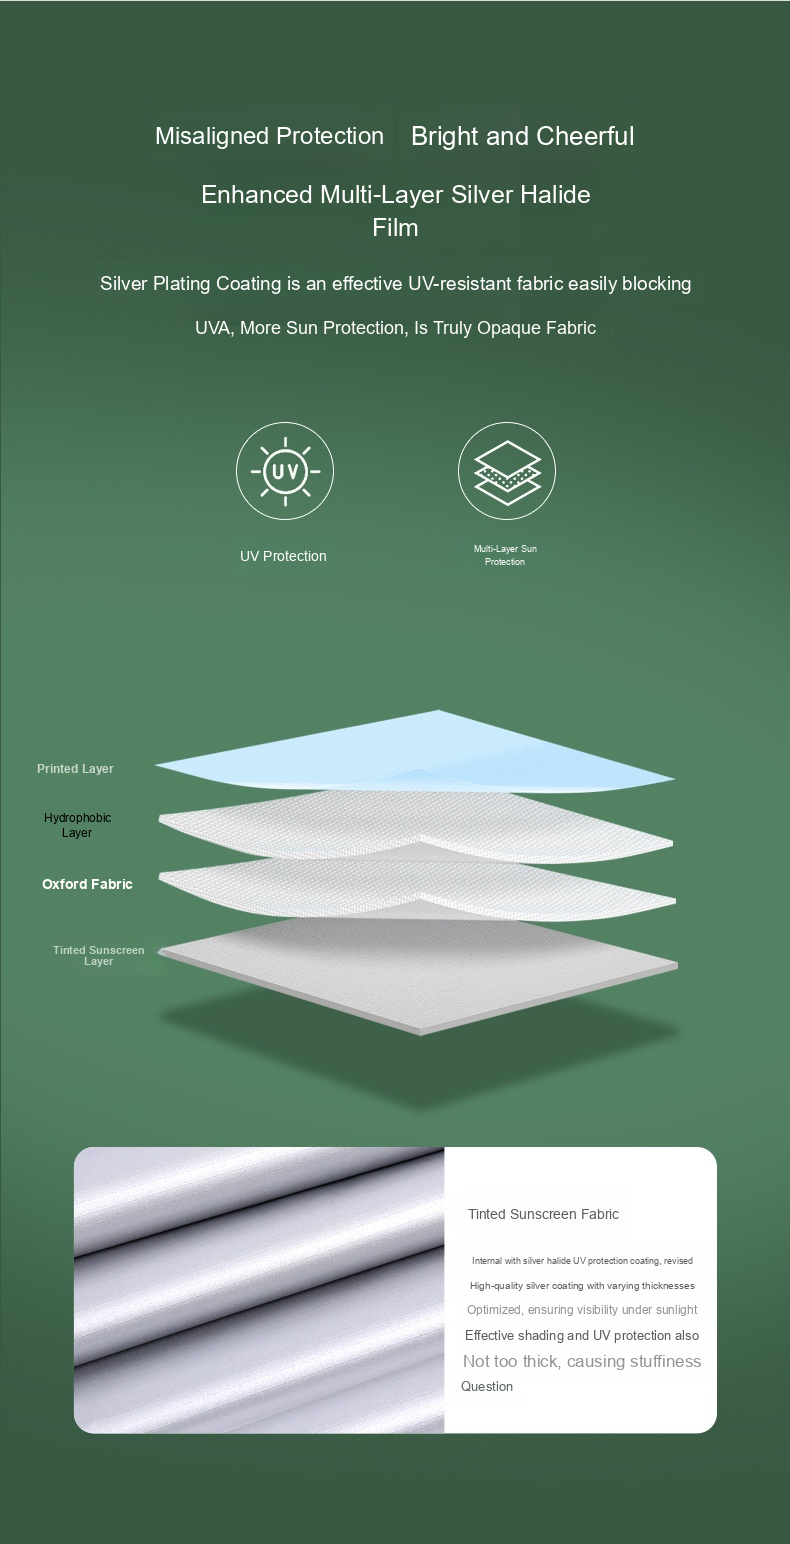 Misaligned Protection Bright and Cheerful
Enhanced Multi-Layer Silver Halide
Film
Silver Plating Coating is an effective UV-resistant fabric easily blocking
UVA, More Sun Protection, Is Truly Opaque Fabric
UV
UV Protection
Multi-Layer Sun
Protection
Printed Layer
Hydrophobic
Layer
Oxford Fabric
Tinted Sunscreen
Layer
Tinted Sunscreen Fabric
Internal with silver halide UV protection coating, revised
High-quality silver coating with varying thicknesses
Optimized, ensuring visibility under sunlight
Effective shading and UV protection also
Not too thick, causing stuffiness
Question